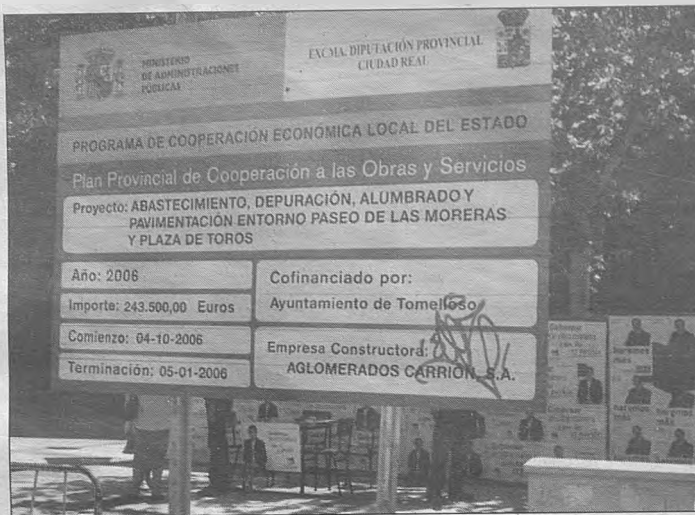 MINISTERIO
DE ADMINISTRACIONES
PÚBLICAS
EXCMA. DIPUTACIÓN PROVINCIAL
CIUDAD REAL
PROGRAMA DE COOPERACIÓN ECONÓMICA LOCAL DEL ESTADO
Plan Provincial de Cooperación a las Obras y Servicios
Proyecto: ABASTECIMIENTO, DEPURACIÓN, ALUMBRADO Y
PAVIMENTACIÓN ENTORNO PASEO DE LAS MORERAS
Y PLAZA DE TOROS
Año: 2006
Importe: 243.500,00 Euros
Comienzo: 04-10-2006
Terminación: 05-01-2006
Cofinanciado por:
Ayuntamiento de Tomelloso
Empresa Constructora:
AGLOMERADOS CARRIÓN, S.A.